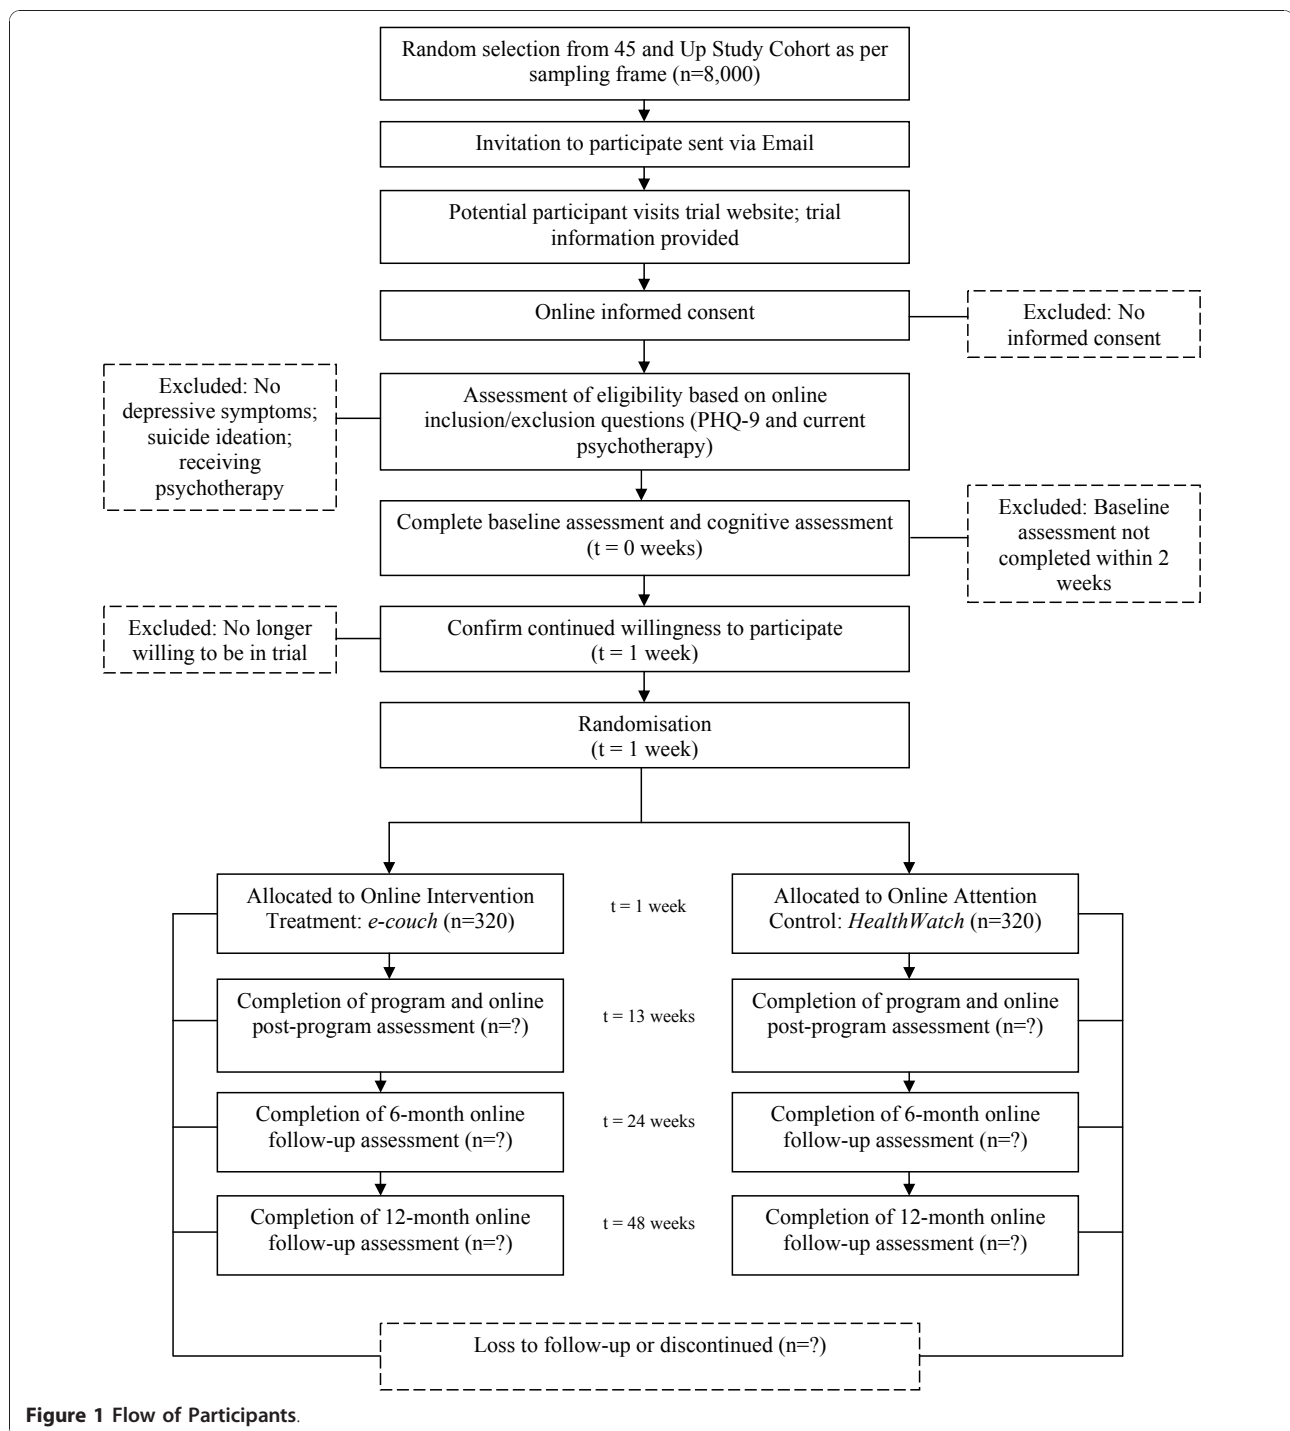 Random selection from 45 and Up Study Cohort as per
sampling frame (n=8,000)
Invitation to participate sent via Email
Potential participant visits trial website; trial
information provided
Online informed consent
Excluded: No
informed consent
Excluded: No
depressive symptoms;
suicide ideation;
receiving
psychotherapy
Assessment of eligibility based on online
inclusion/exclusion questions (PHQ-9 and current
psychotherapy)
Complete baseline assessment and cognitive assessment
(t = 0 weeks)
Excluded: Baseline
assessment not
completed within 2
weeks
Excluded: No longer
willing to be in trial
Confirm continued willingness to participate
(t = 1 week)
Randomisation
(t = 1 week)
Allocated to Online Intervention
Treatment: e-couch (n=320)
t = 1 week
Allocated to Online Attention
Control: HealthWatch (n=320)
Completion of program and online
post-program assessment (n=?)
t = 13 weeks
Completion of program and online
post-program assessment (n=?)
Completion of 6-month online
follow-up assessment (n=?)
t = 24 weeks
Completion of 6-month online
follow-up assessment (n=?)
Completion of 12-month online
follow-up assessment (n=?)
t = 48 weeks
Completion of 12-month online
follow-up assessment (n=?)
Loss to follow-up or discontinued (n=?)
Figure 1 Flow of Participants.